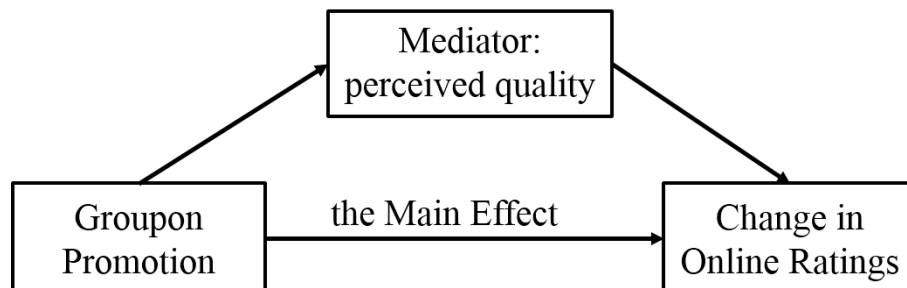 Mediator:
perceived quality
Groupon
Promotion
the Main Effect
Change in
Online Ratings